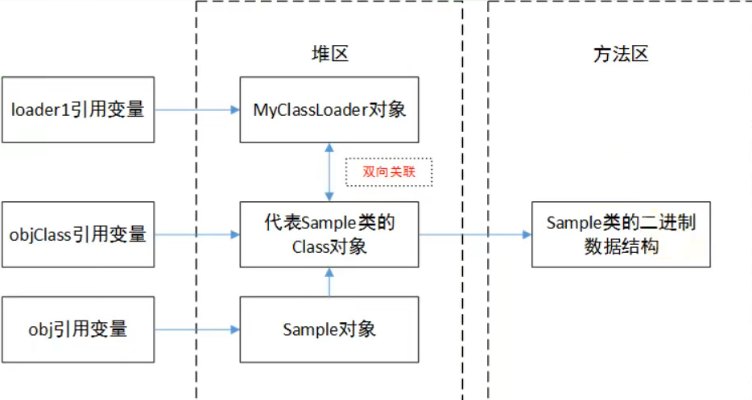 堆区
方法区
loader1引用变量
MyClassLoader对象
双向关联
objClass引用变量
代表Sample类的
Class对象
Sample类的二进制
数据结构
obj引用变量
Sample对象